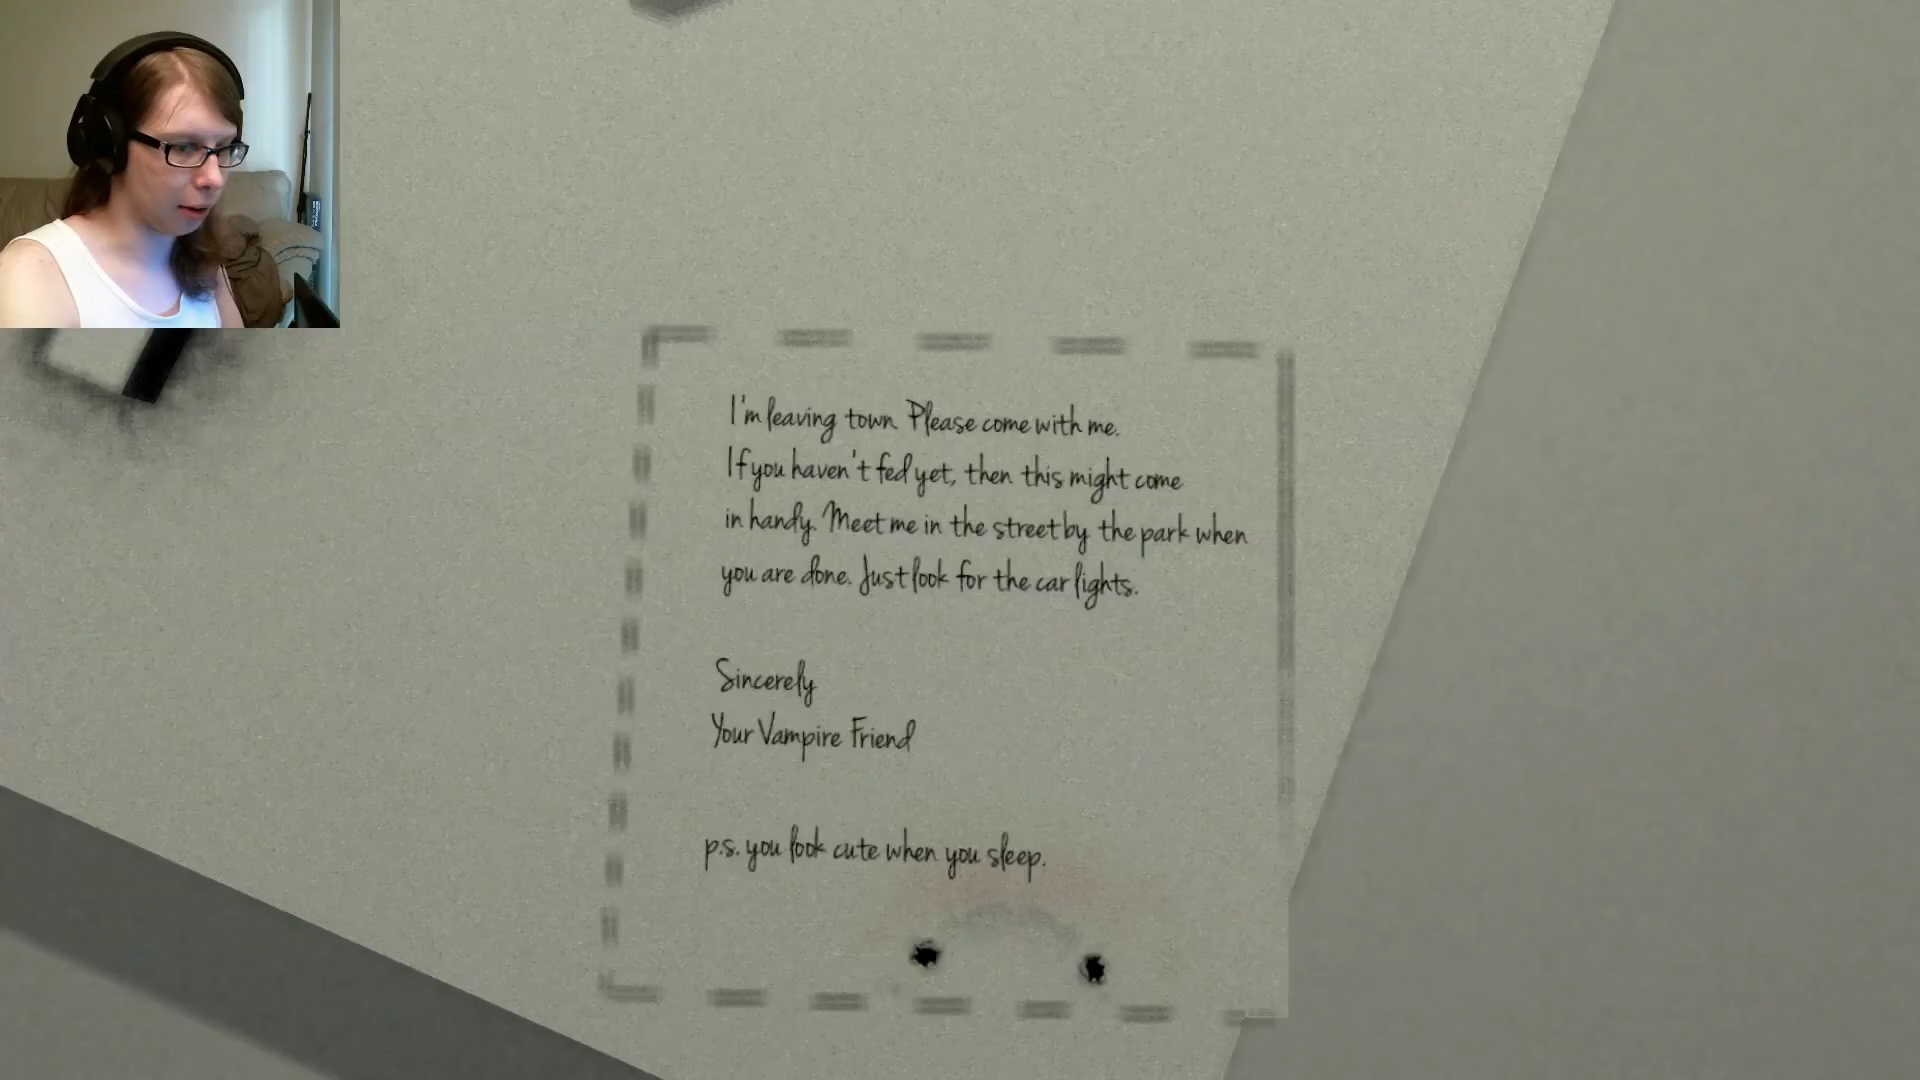 I'm leaving town. Please come with me.
If you haven't fed yet, then this might come
in handy. Meet me in the street by the park when
you are done. Just look for the car lights.
Sincerely
Your Vampire Friend
p.s. you look cute when you sleep.